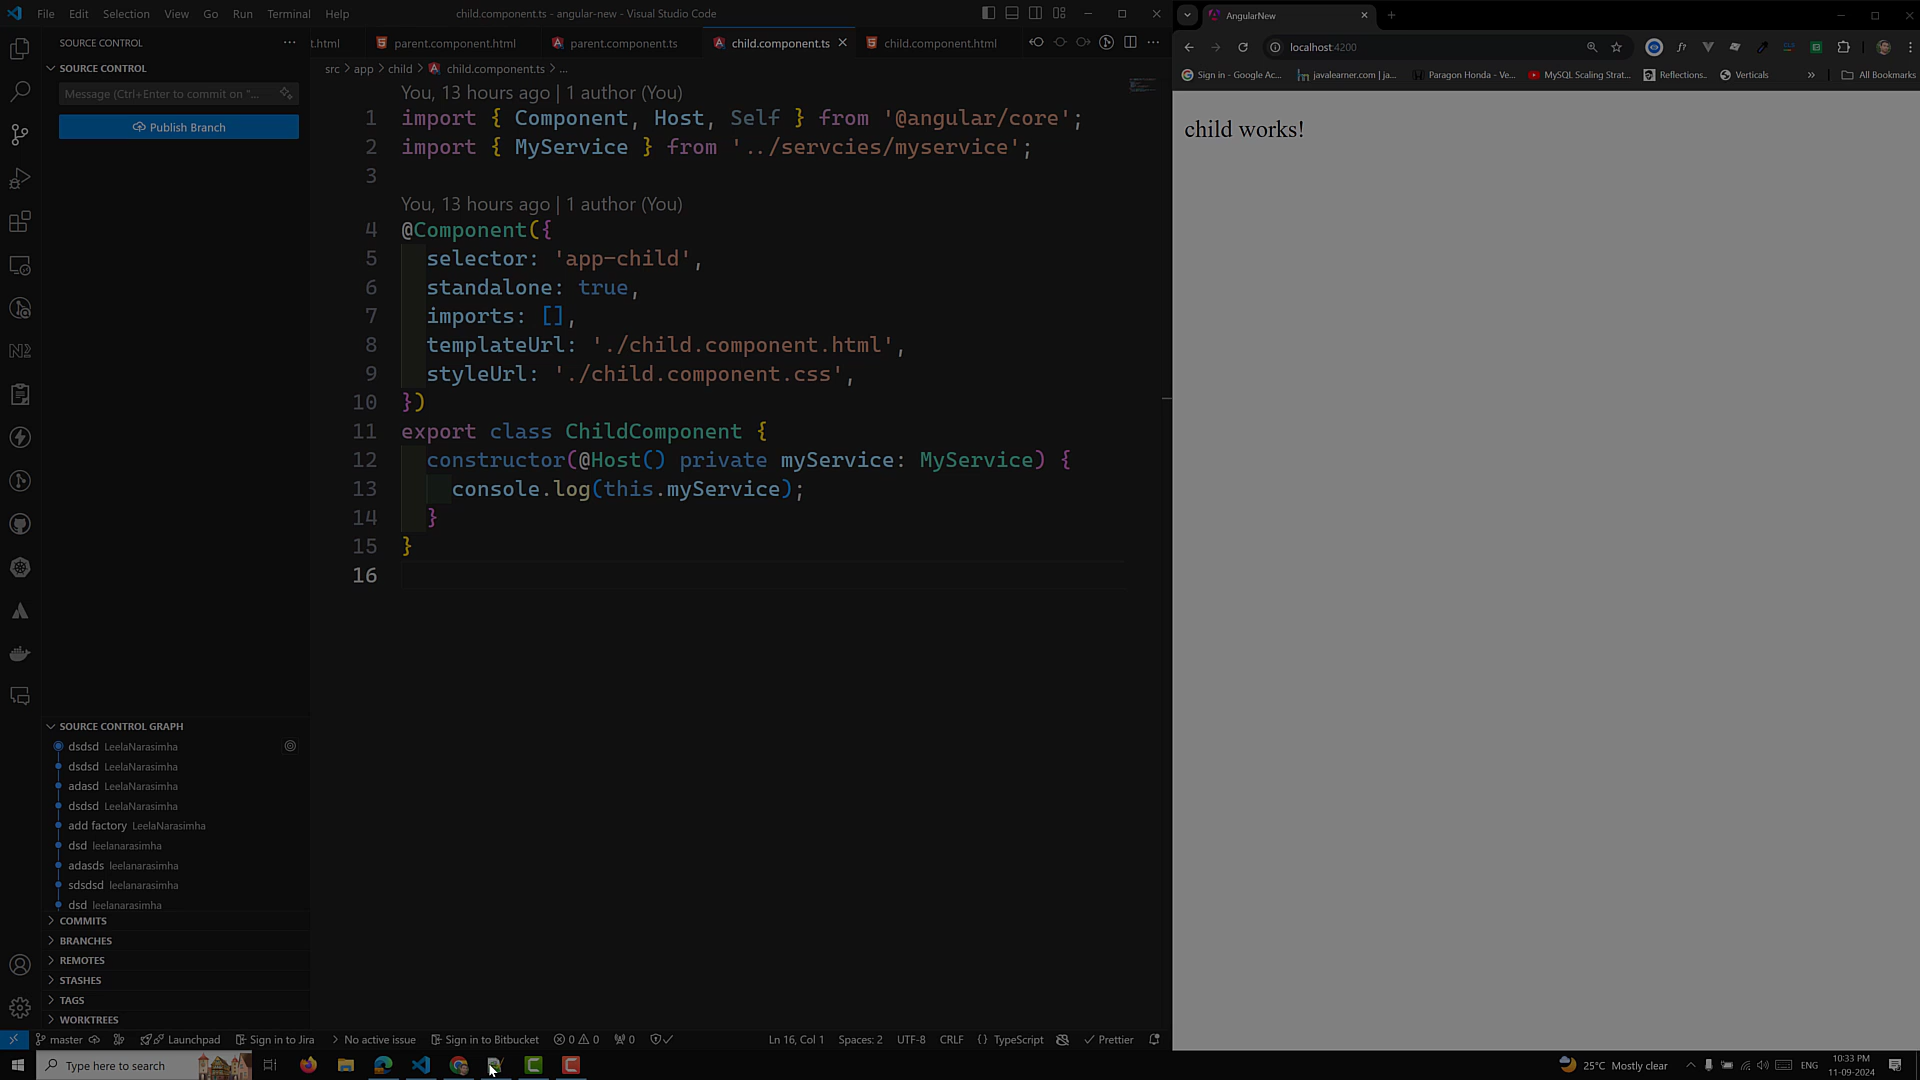 File Edit Selection View Go Run Terminal Help
child.component.ts - angular-new - Visual Studio Code
SOURCE CONTROL
SOURCE CONTROL
Message (Ctrl+Enter to commit on "...
Publish Branch
SOURCE CONTROL GRAPH
dsdsd LeelaNarasimha
dsdsd LeelaNarasimha
adasd LeelaNarasimha
dsdsd LeelaNarasimha
add factory LeelaNarasimha
dsd leelanarasimha
adasds leelanarasimha
sdsdsd leelanarasimha
dsd leelanarasimha
COMMITS
BRANCHES
REMOTES
STASHES
TAGS
WORKTREES
t.html parent.component.html parent.component.ts child.component.ts child.component.html
src > app > child > child.component.ts > ...
You, 13 hours ago | 1 author (You)
1 import { Component, Host, Self } from '@angular/core';
2 import { MyService } from '../servcies/myservice';
3
You, 13 hours ago | 1 author (You)
4 @Component({
5 selector: 'app-child',
6 standalone: true,
7 imports: [],
8 templateUrl: './child.component.html',
9 styleUrl: './child.component.css',
10 })
11 export class ChildComponent {
12 constructor(@Host() private myService: MyService) {
13 console.log(this.myService);
14 }
15 }
16
master Launchpad Sign in to Jira No active issue Sign in to Bitbucket 0 0 0 Ln 16, Col 1 Spaces: 2 UTF-8 CRLF {} TypeScript Prettier
AngularNew
localhost:4200
Sign in - Google Ac... javalearner.com | ja... Paragon Honda - Ve... MySQL Scaling Strat... Reflections.. Verticals » All Bookmarks
child works!
Type here to search
25°C Mostly clear ENG 10:33 PM
11-09-2024